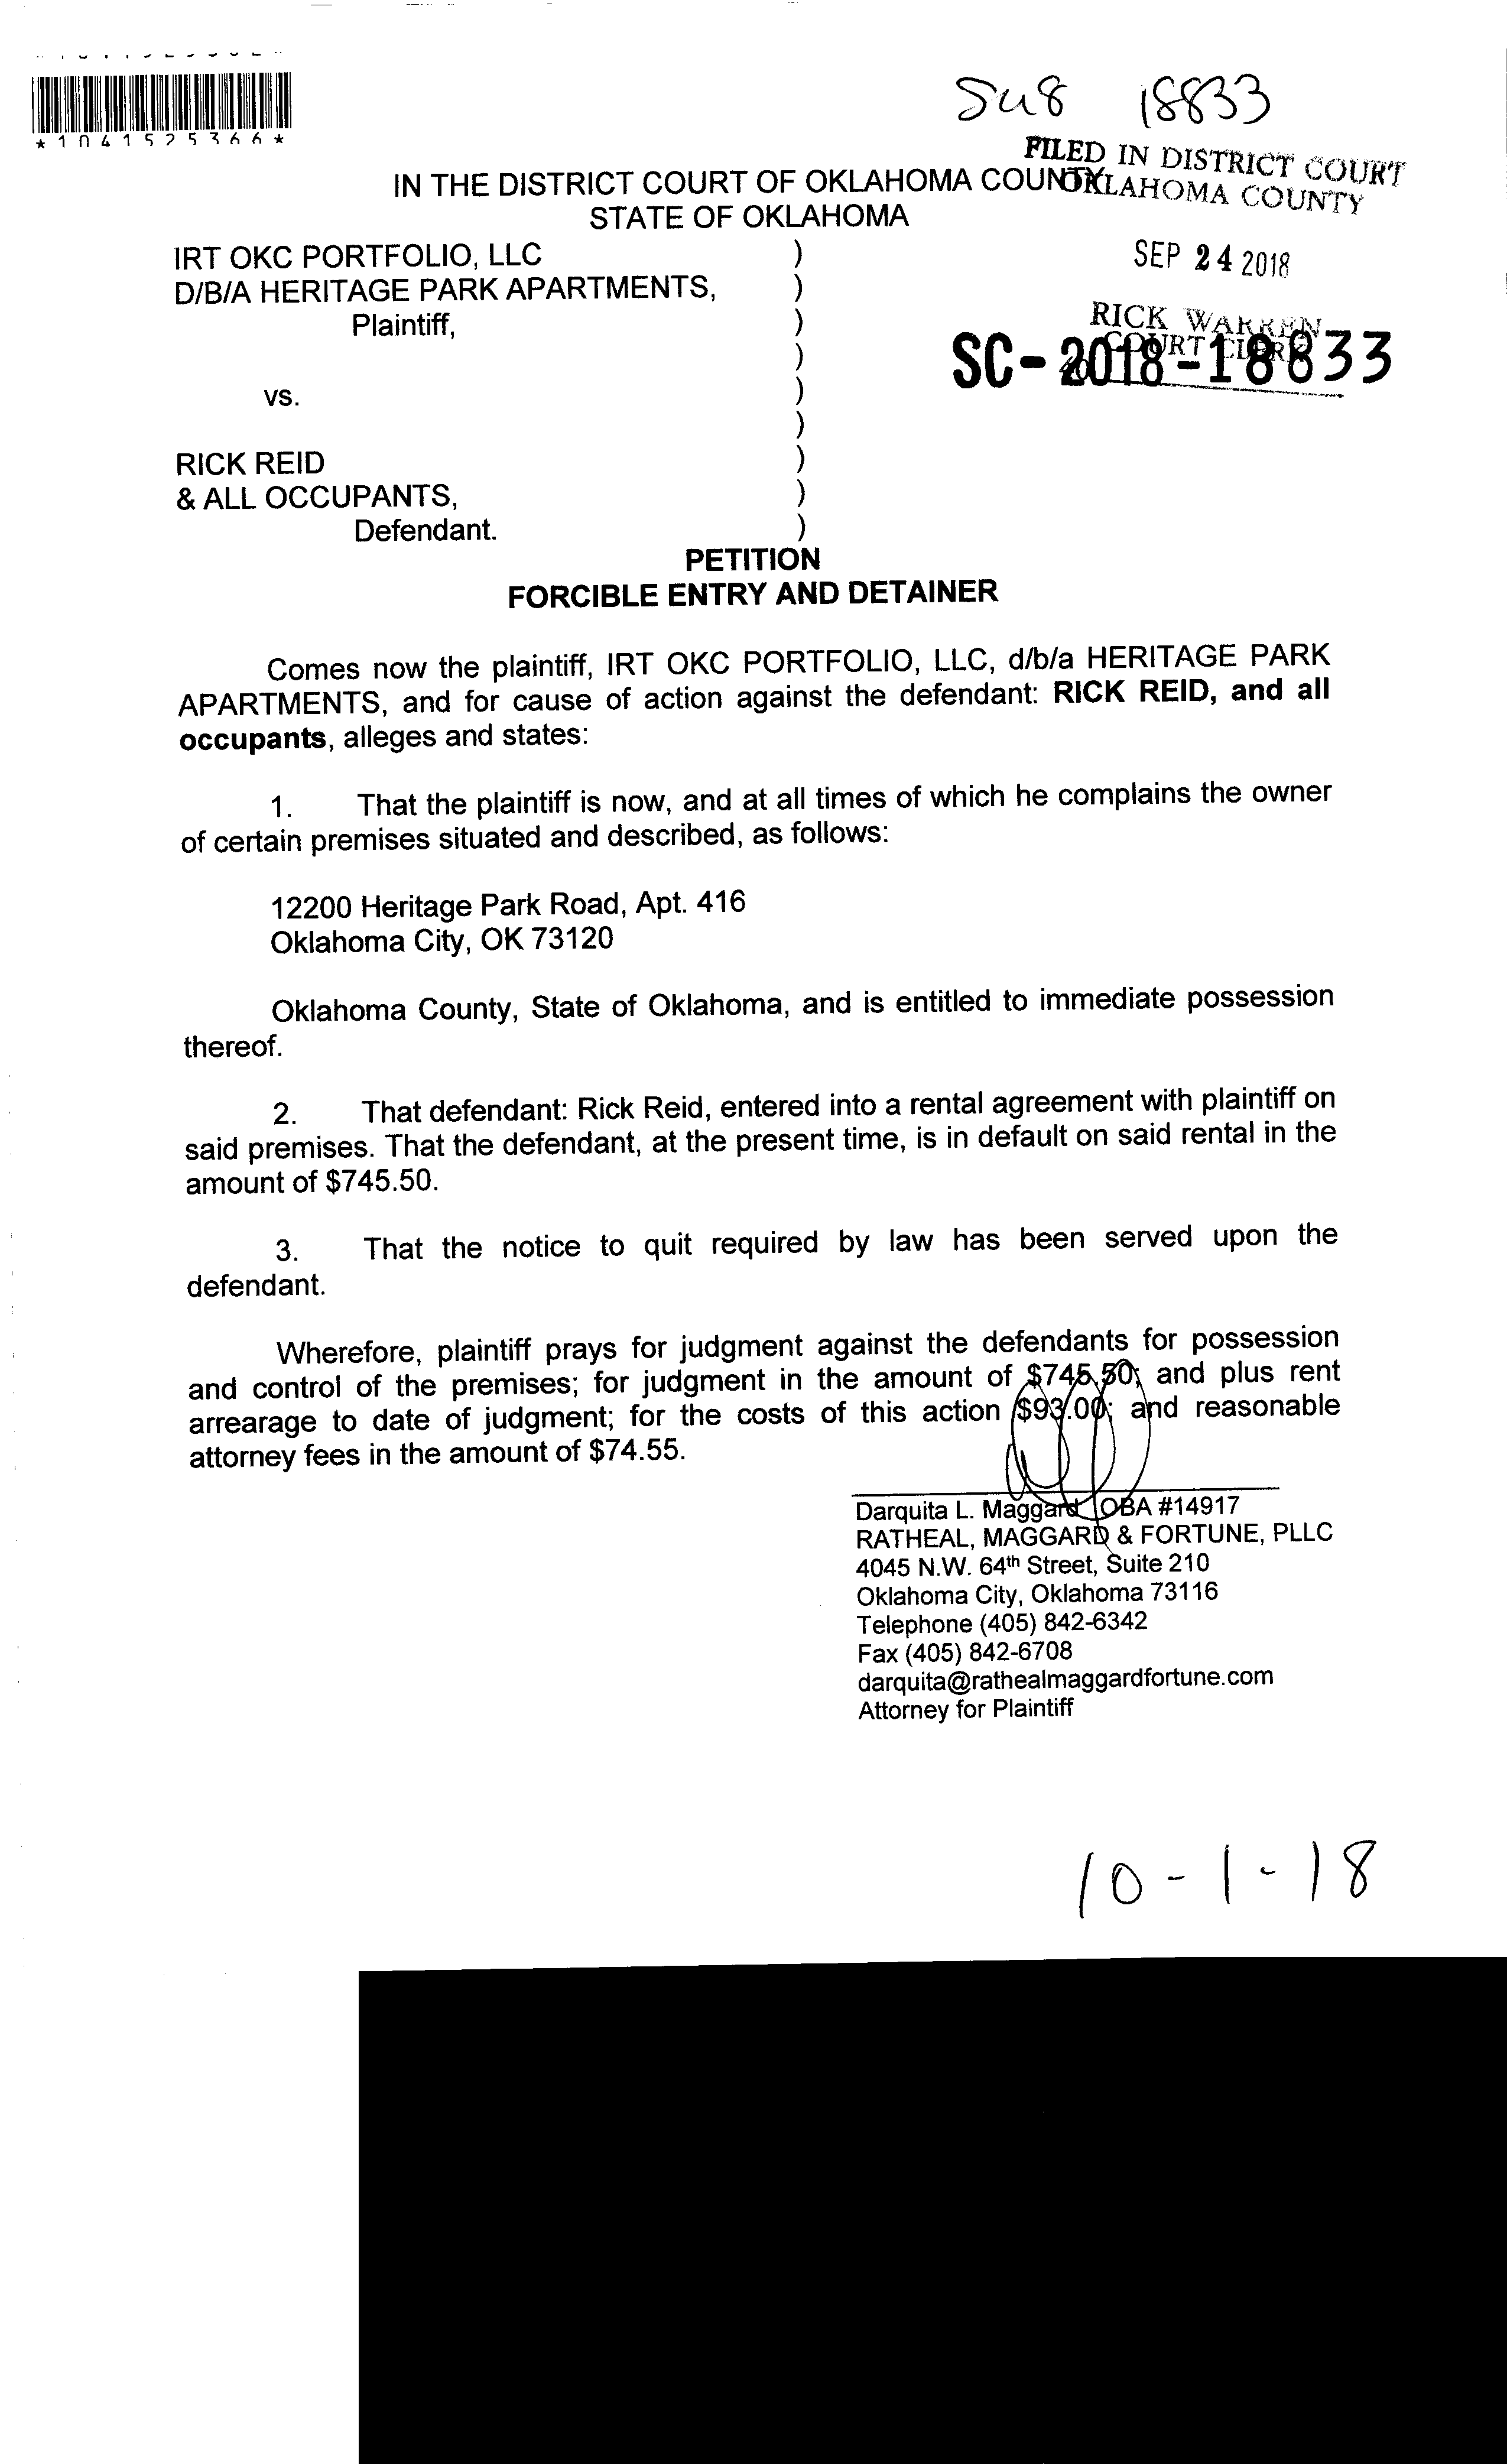 Su8 18833
*1041525366*
FILED IN DISTRICT COURT
OKLAHOMA COUNTY
IN THE DISTRICT COURT OF OKLAHOMA COUNTY
STATE OF OKLAHOMA
SEP 24 2018
RICK WARREN
COURT CLERK
SC-2018-18833
IRT OKC PORTFOLIO, LLC )
D/B/A HERITAGE PARK APARTMENTS, )
Plaintiff, )
)
vs. )
)
RICK REID )
& ALL OCCUPANTS, )
Defendant. )
PETITION
FORCIBLE ENTRY AND DETAINER
Comes now the plaintiff, IRT OKC PORTFOLIO, LLC, d/b/a HERITAGE PARK
APARTMENTS, and for cause of action against the defendant: RICK REID, and all
occupants, alleges and states:
1. That the plaintiff is now, and at all times of which he complains the owner
of certain premises situated and described, as follows:
12200 Heritage Park Road, Apt. 416
Oklahoma City, OK 73120
Oklahoma County, State of Oklahoma, and is entitled to immediate possession
thereof.
2. That defendant: Rick Reid, entered into a rental agreement with plaintiff on
said premises. That the defendant, at the present time, is in default on said rental in the
amount of $745.50.
3. That the notice to quit required by law has been served upon the
defendant.
Wherefore, plaintiff prays for judgment against the defendants for possession
and control of the premises; for judgment in the amount of $745.50; and plus rent
arrearage to date of judgment; for the costs of this action $93.00; and reasonable
attorney fees in the amount of $74.55.
Darquita L. Maggard OBA #14917
RATHEAL, MAGGARD & FORTUNE, PLLC
4045 N.W. 64th Street, Suite 210
Oklahoma City, Oklahoma 73116
Telephone (405) 842-6342
Fax (405) 842-6708
darquita@rathealmaggardfortune.com
Attorney for Plaintiff
10-1-18